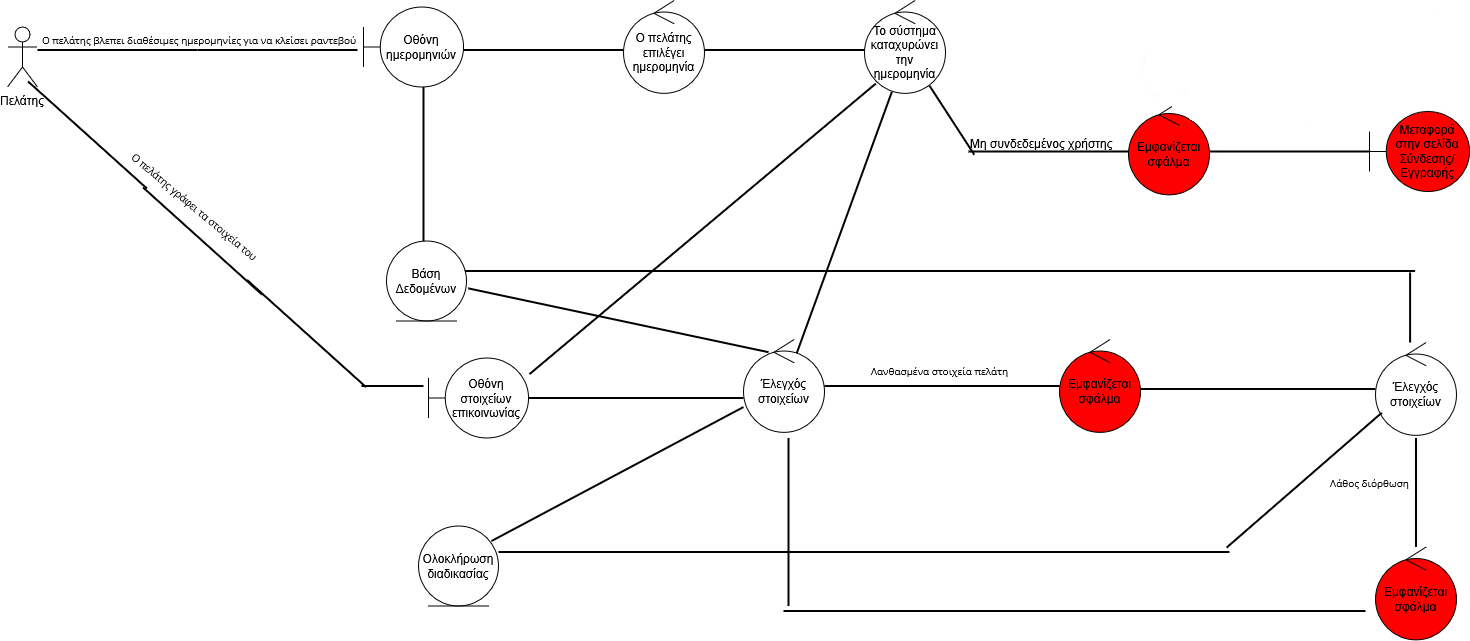 Ο πελάτης βλεπει διαθέσιμες ημερομηνίες για να κλείσει ραντεβού
Πελάτης
Οθόνη
ημερομηνιών
Ο πελάτης
επιλέγει
ημερομηνία
Το σύστημα
καταχυρώνει
την
ημερομηνία
Μη συνδεδεμένος χρήστης
Εμφανίζεται
σφάλμα
Μεταφορά
στην σελίδα
Σύνδεσης/
Εγγραφής
Ο πελάτης γράφει τα στοιχεία του
Βάση
Δεδομένων
Οθόνη
στοιχείων
επικοινωνίας
Έλεγχός
στοιχείων
Λανθασμένα στοιχεία πελάτη
Εμφανίζεται
σφάλμα
Έλεγχός
στοιχείων
Λάθος διόρθωση
Ολοκλήρωση
διαδικασίας
Εμφανίζεται
σφάλμα